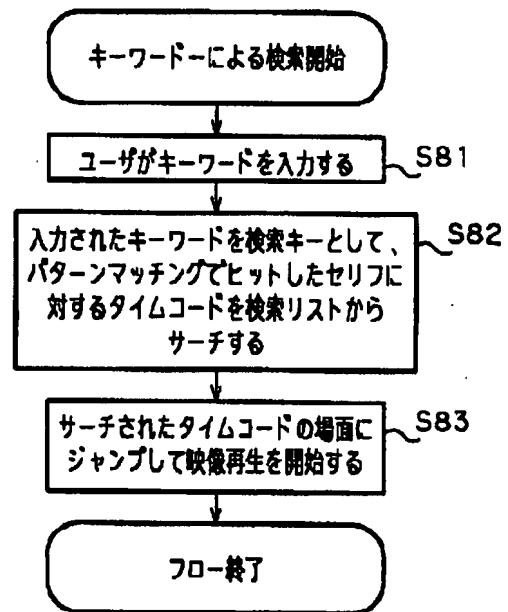 キーワードーによる検索開始
ユーザがキーワードを入力する
S81
入力されたキーワードを検索キーとして、
S82
パターンマッチングでヒットしたセリフに
対するタイムコードを検索リストから
サーチする
サーチされたタイムコードの場面に
S83
ジャンプして映像再生を開始する
フロー終了